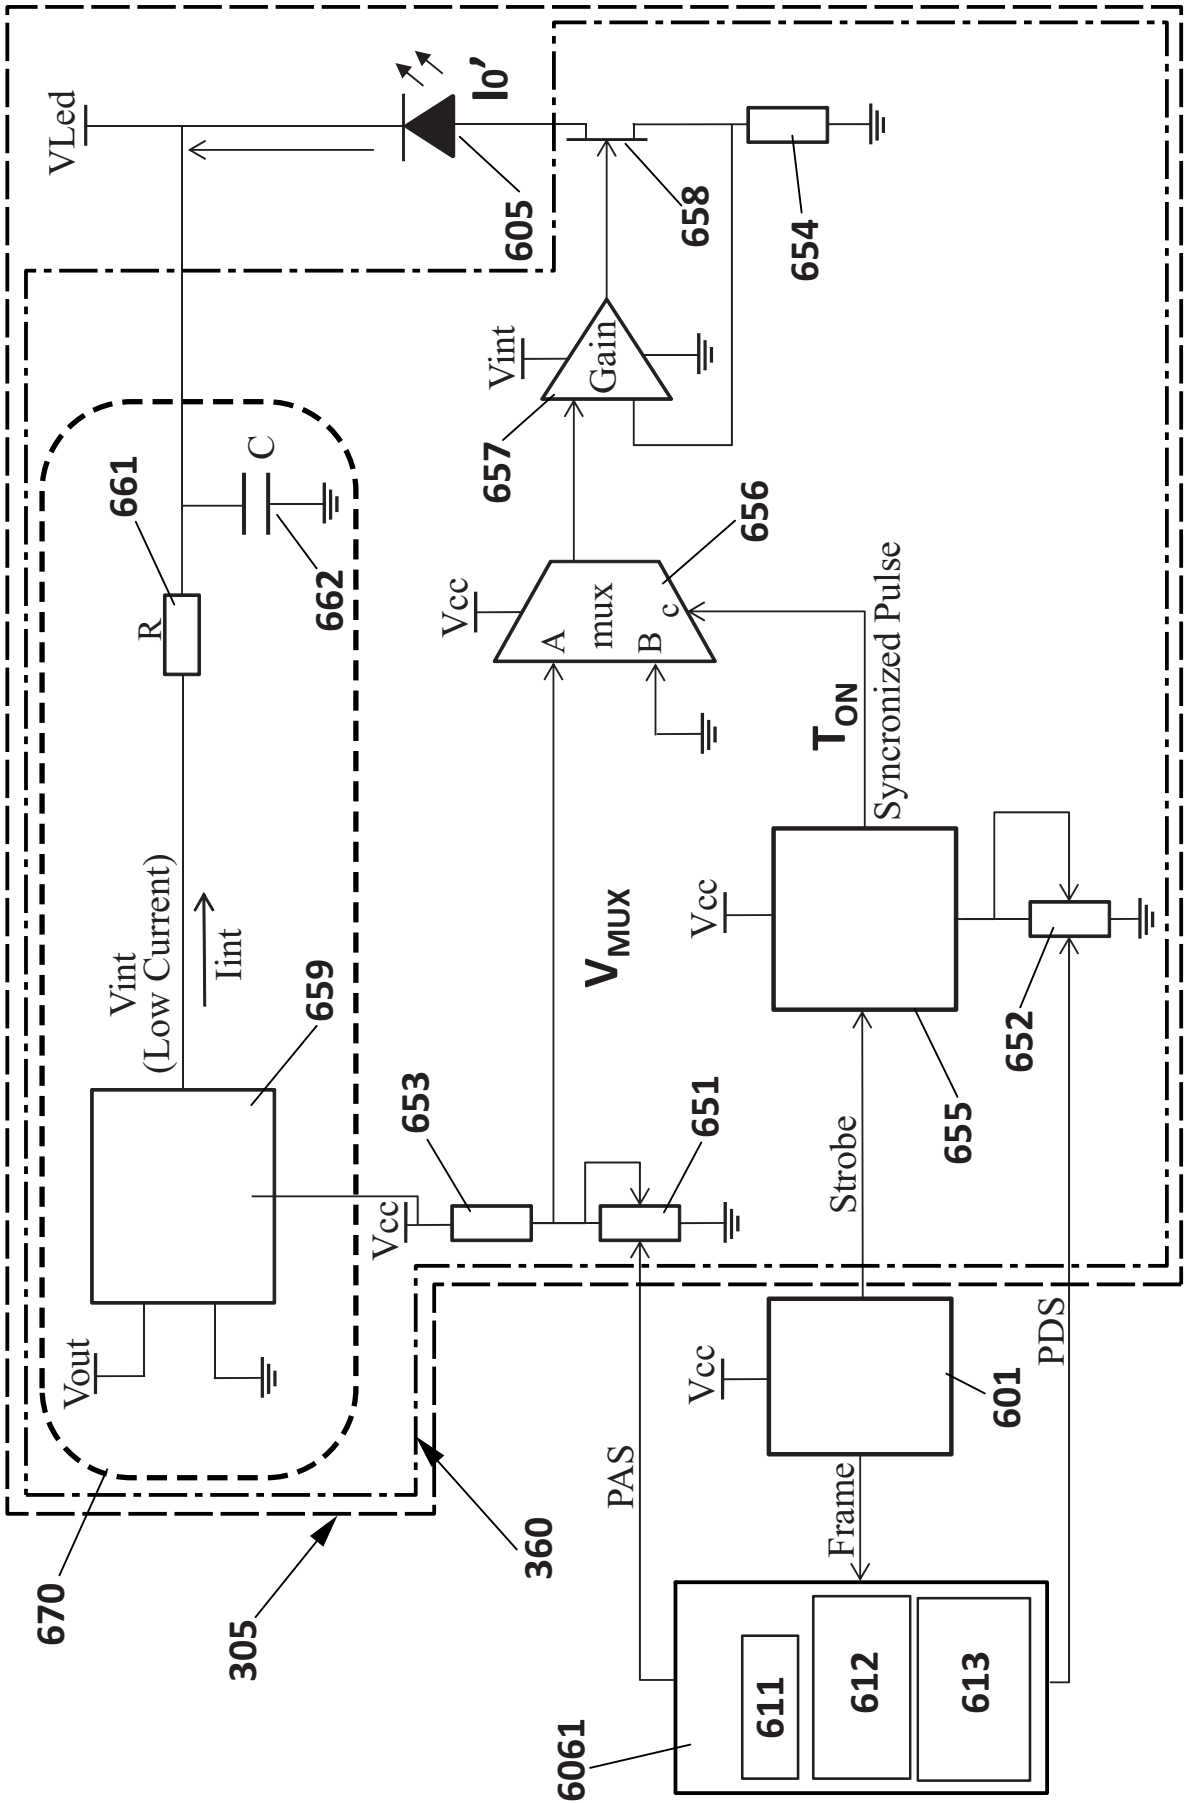 670
305
360
Vout
659
Vint
(Low Current)
Iint
R
661
662
C
VLed
605
I0'
Vcc
653
651
VMUX
Vcc
A
mux
B
c
656
657
Vint
Gain
658
654
6061
611
612
613
PAS
Frame
Vcc
601
PDS
Strobe
655
Vcc
652
TON
Syncronized Pulse